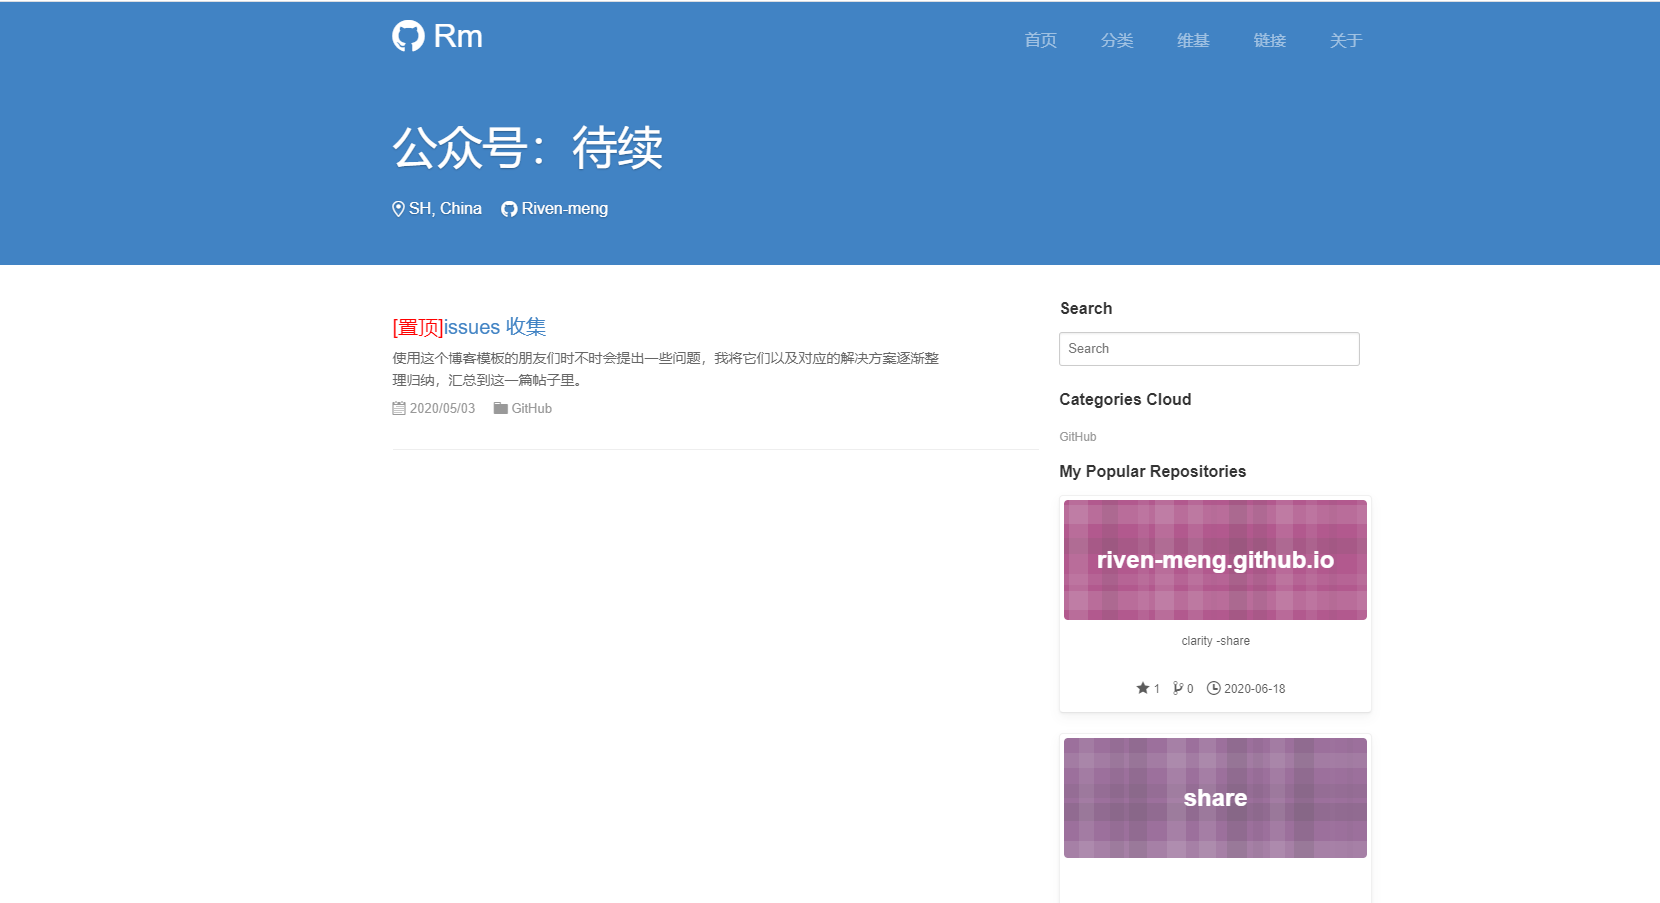 Rm
首页 分类 维基 链接 关于
公众号：待续
SH, China Riven-meng
[置顶]issues 收集
使用这个博客模板的朋友们时不时会提出一些问题，我将它们以及对应的解决方案逐渐整
理归纳，汇总到这一篇帖子里。
2020/05/03 GitHub
Search
Search
Categories Cloud
GitHub
My Popular Repositories
riven-meng.github.io
clarity -share
1 0 2020-06-18
share